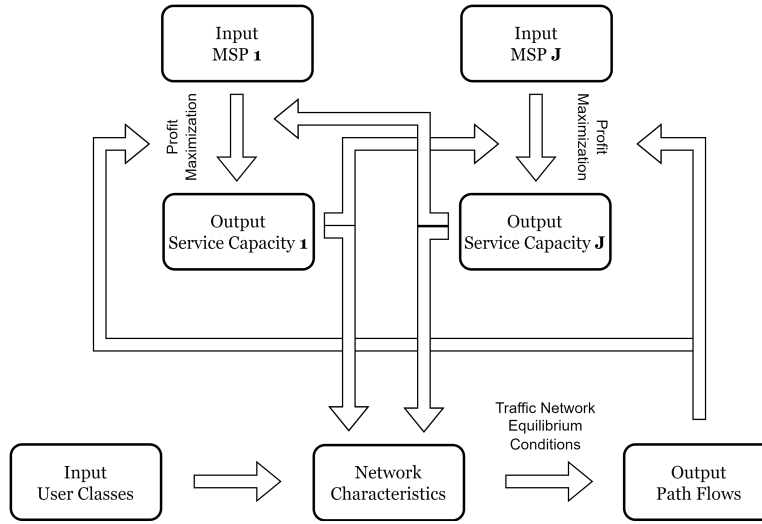 Input
MSP 1
Input
MSP J
Profit
Maximization
Profit
Maximization
Output
Service Capacity 1
Output
Service Capacity J
Traffic Network
Equilibrium
Conditions
Input
User Classes
Network
Characteristics
Output
Path Flows